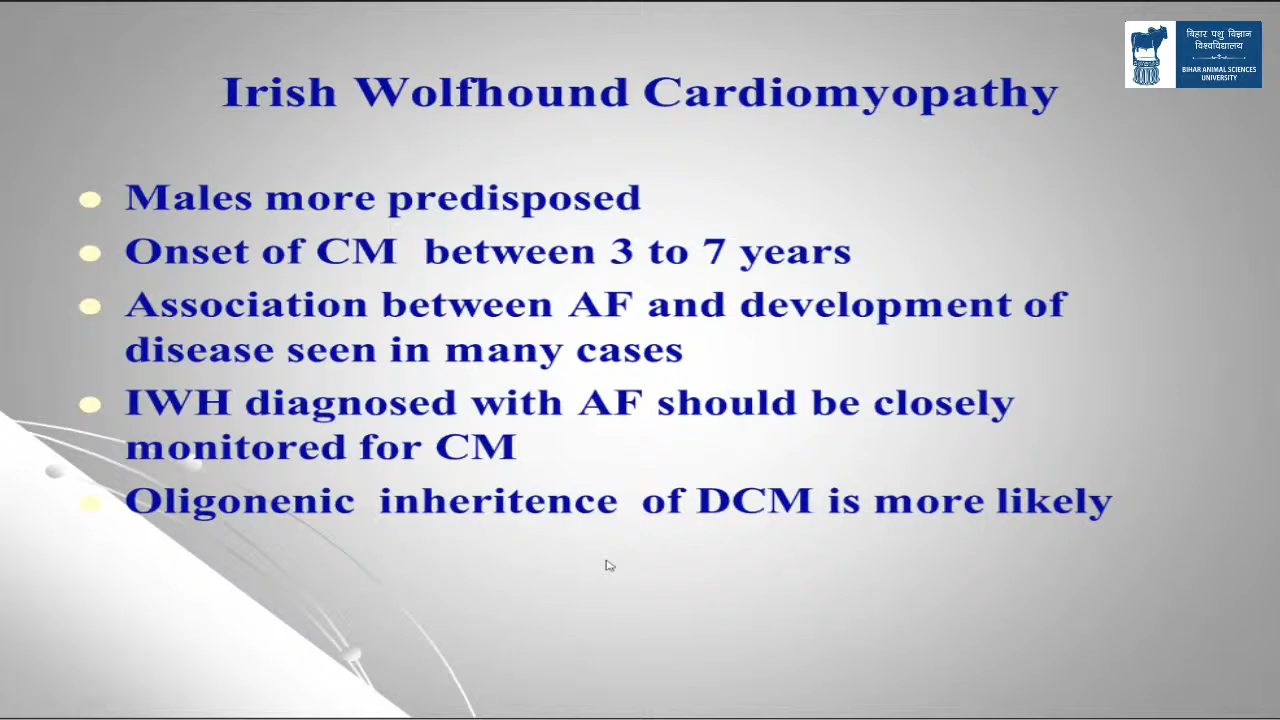 बिहार पशु विज्ञान
विश्वविद्यालय
BIHAR ANIMAL SCIENCES
UNIVERSITY
Irish Wolfhound Cardiomyopathy
Males more predisposed
Onset of CM between 3 to 7 years
Association between AF and development of
disease seen in many cases
IWH diagnosed with AF should be closely
monitored for CM
Oligonenic inheritence of DCM is more likely